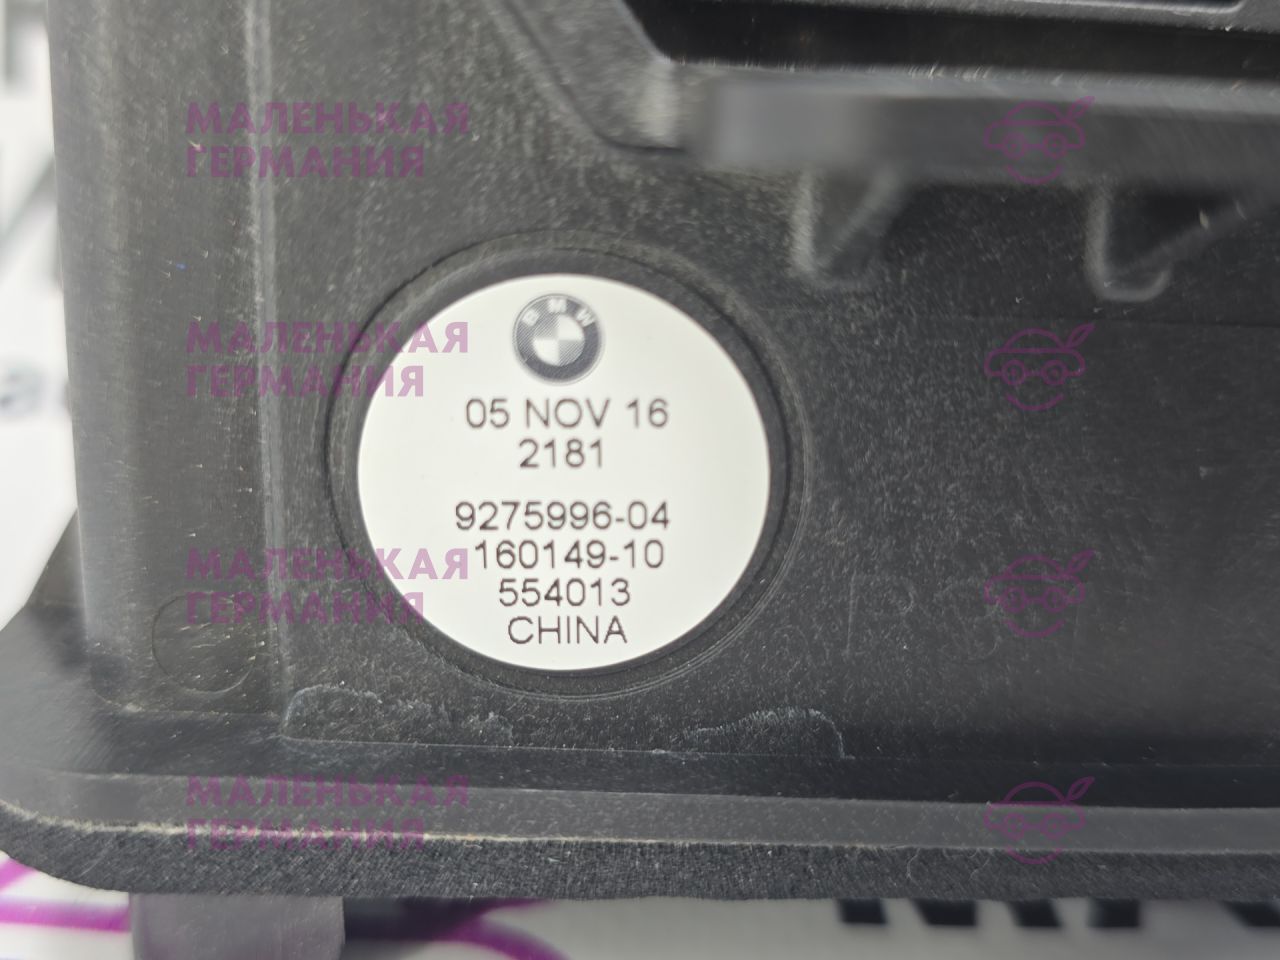 МАЛЕНЬКАЯ
ГЕРМАНИЯ
BMW
05 NOV 16
2181
9275996-04
160149-10
554013
CHINA
МАЛЕНЬКАЯ
ГЕРМАНИЯ
МАЛЕНЬКАЯ
ГЕРМАНИЯ
МАЛЕНЬКАЯ
ГЕРМАНИЯ